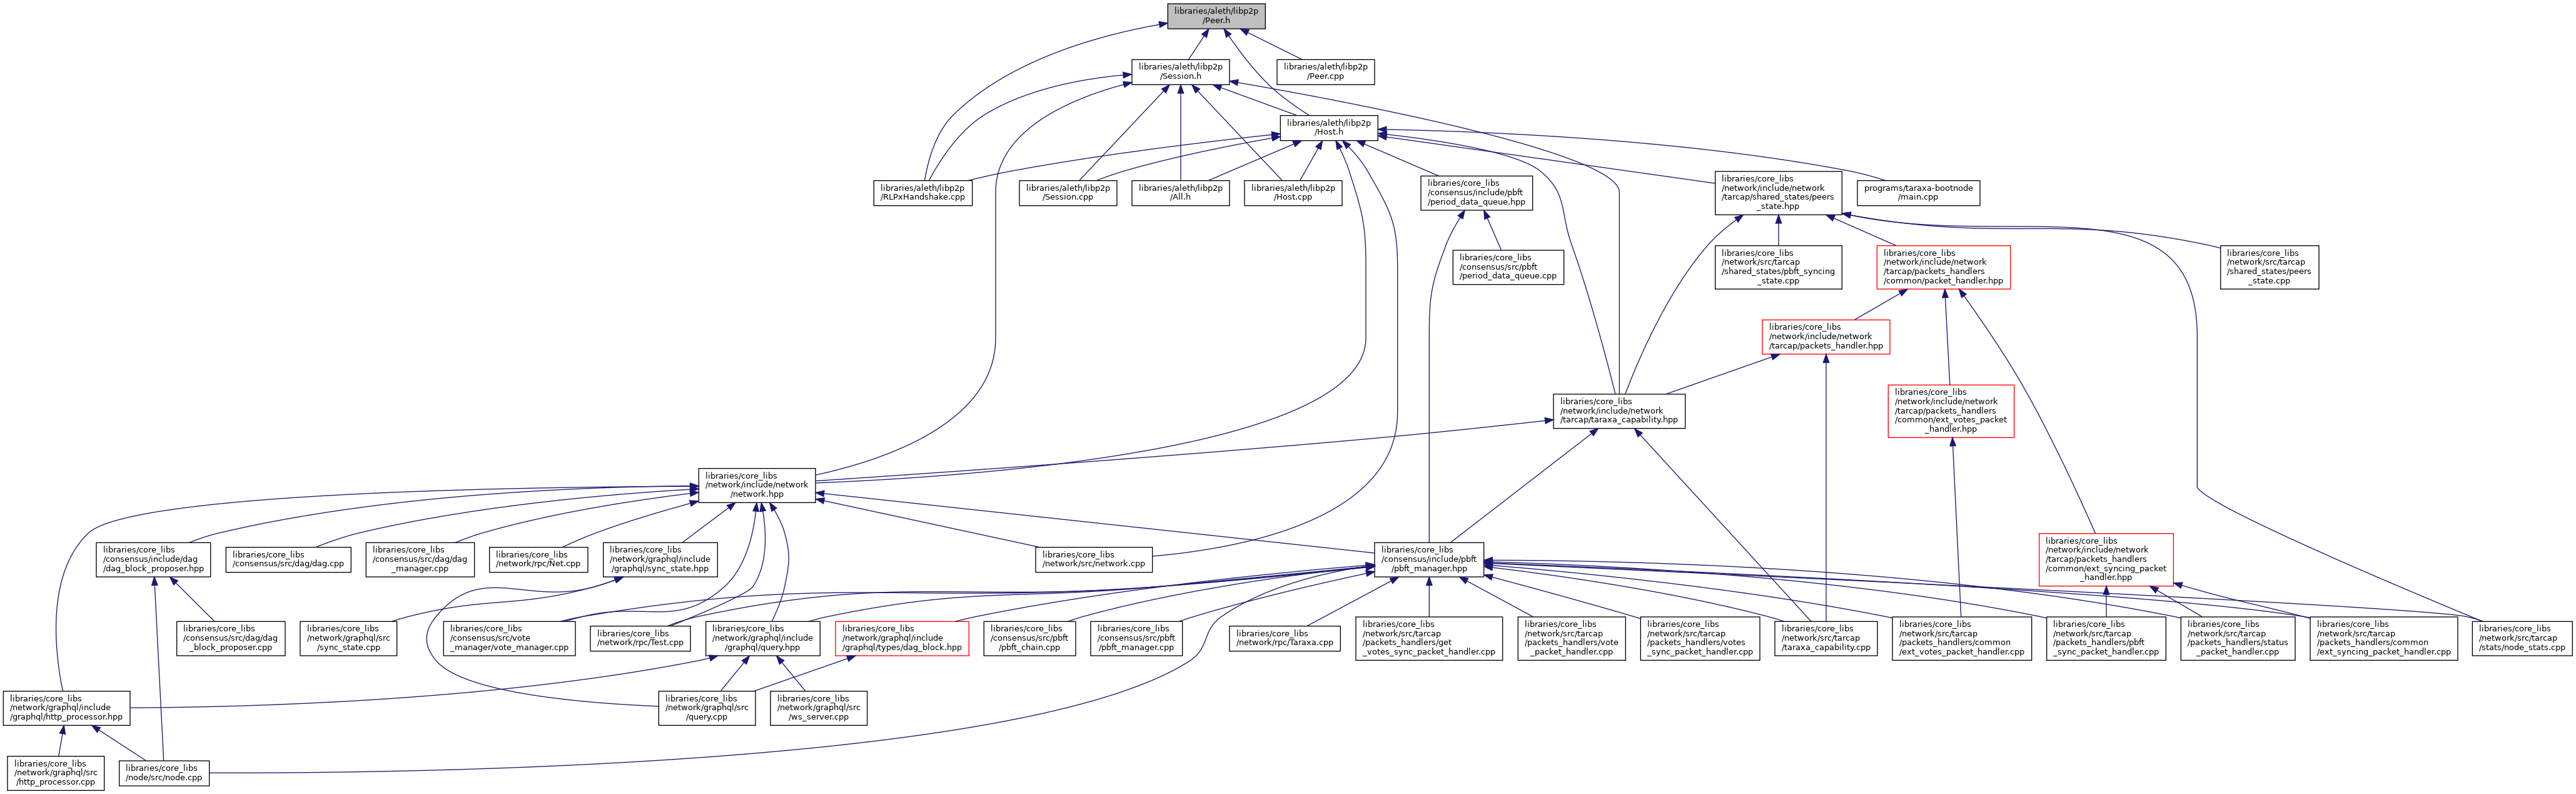 libraries/aleth/libp2p
/Peer.h
libraries/aleth/libp2p
/Session.h
libraries/aleth/libp2p
/Peer.cpp
libraries/aleth/libp2p
/Host.h
libraries/aleth/libp2p
/RLPxHandshake.cpp
libraries/aleth/libp2p
/Session.cpp
libraries/aleth/libp2p
/All.h
libraries/aleth/libp2p
/Host.cpp
libraries/core_libs
/consensus/include/pbft
/period_data_queue.hpp
libraries/core_libs
/network/include/network
/tarcap/shared_states/peers
_state.hpp
programs/taraxa-bootnode
/main.cpp
libraries/core_libs
/consensus/src/pbft
/period_data_queue.cpp
libraries/core_libs
/network/src/tarcap
/shared_states/pbft_syncing
_state.cpp
libraries/core_libs
/network/include/network
/tarcap/packets_handlers
/common/packet_handler.hpp
libraries/core_libs
/network/src/tarcap
/shared_states/peers
_state.cpp
libraries/core_libs
/network/include/network
/tarcap/packets_handler.hpp
libraries/core_libs
/network/include/network
/tarcap/taraxa_capability.hpp
libraries/core_libs
/network/include/network
/tarcap/packets_handlers
/common/ext_votes_packet
_handler.hpp
libraries/core_libs
/network/include/network
/network.hpp
libraries/core_libs
/consensus/include/dag
/dag_block_proposer.hpp
libraries/core_libs
/consensus/src/dag/dag.cpp
libraries/core_libs
/consensus/src/dag/dag
_manager.cpp
libraries/core_libs
/network/rpc/Net.cpp
libraries/core_libs
/network/graphql/include
/graphql/sync_state.hpp
libraries/core_libs
/network/src/network.cpp
libraries/core_libs
/consensus/include/pbft
/pbft_manager.hpp
libraries/core_libs
/network/include/network
/tarcap/packets_handlers
/common/ext_syncing_packet
_handler.hpp
libraries/core_libs
/consensus/src/dag/dag
_block_proposer.cpp
libraries/core_libs
/network/graphql/src
/sync_state.cpp
libraries/core_libs
/consensus/src/vote
_manager/vote_manager.cpp
libraries/core_libs
/network/rpc/Test.cpp
libraries/core_libs
/network/graphql/include
/graphql/query.hpp
libraries/core_libs
/network/graphql/include
/graphql/types/dag_block.hpp
libraries/core_libs
/consensus/src/pbft
/pbft_chain.cpp
libraries/core_libs
/consensus/src/pbft
/pbft_manager.cpp
libraries/core_libs
/network/rpc/Taraxa.cpp
libraries/core_libs
/network/src/tarcap
/packets_handlers/get
_votes_sync_packet_handler.cpp
libraries/core_libs
/network/src/tarcap
/packets_handlers/vote
_packet_handler.cpp
libraries/core_libs
/network/src/tarcap
/packets_handlers/votes
_sync_packet_handler.cpp
libraries/core_libs
/network/src/tarcap
/taraxa_capability.cpp
libraries/core_libs
/network/src/tarcap
/packets_handlers/common
/ext_votes_packet_handler.cpp
libraries/core_libs
/network/src/tarcap
/packets_handlers/pbft
_sync_packet_handler.cpp
libraries/core_libs
/network/src/tarcap
/packets_handlers/status
_packet_handler.cpp
libraries/core_libs
/network/src/tarcap
/packets_handlers/common
/ext_syncing_packet_handler.cpp
libraries/core_libs
/network/src/tarcap
/stats/node_stats.cpp
libraries/core_libs
/network/graphql/include
/graphql/http_processor.hpp
libraries/core_libs
/network/graphql/src
/query.cpp
libraries/core_libs
/network/graphql/src
/ws_server.cpp
libraries/core_libs
/network/graphql/src
/http_processor.cpp
libraries/core_libs
/node/src/node.cpp